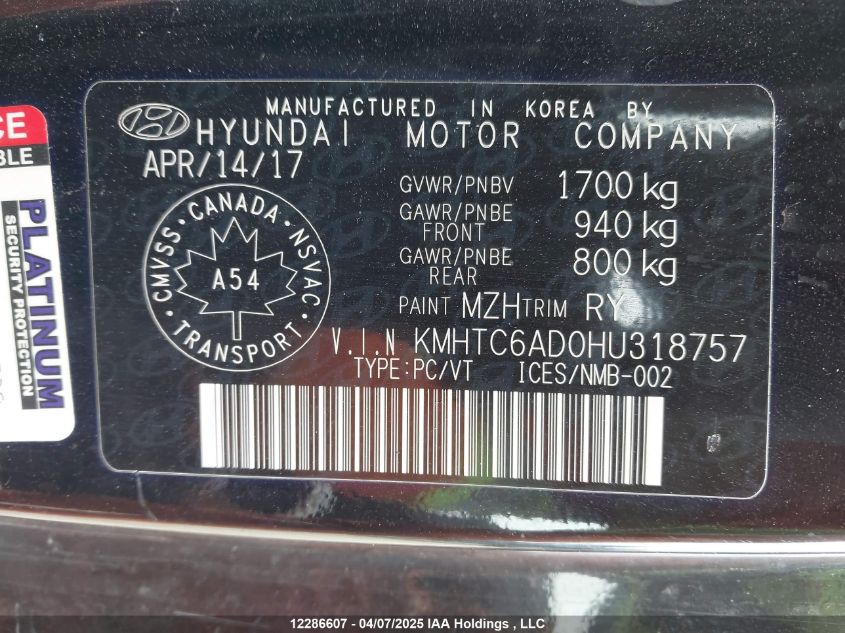 MANUFACTURED IN KOREA BY
HYUNDAI MOTOR COMPANY
APR/14/17
GVWR/PNBV 1700 kg
GAWR/PNBE FRONT 940 kg
GAWR/PNBE REAR 800 kg
PAINT MZH TRIM RY
CANADA
CMVSS · NSVAC
A54
TRANSPORT
V.I.N KMHTC6AD0HU318757
TYPE:PC/VT ICES/NMB-002
PLATINUM
SECURITY PROTECTION
12286607 - 04/07/2025 IAA Holdings , LLC